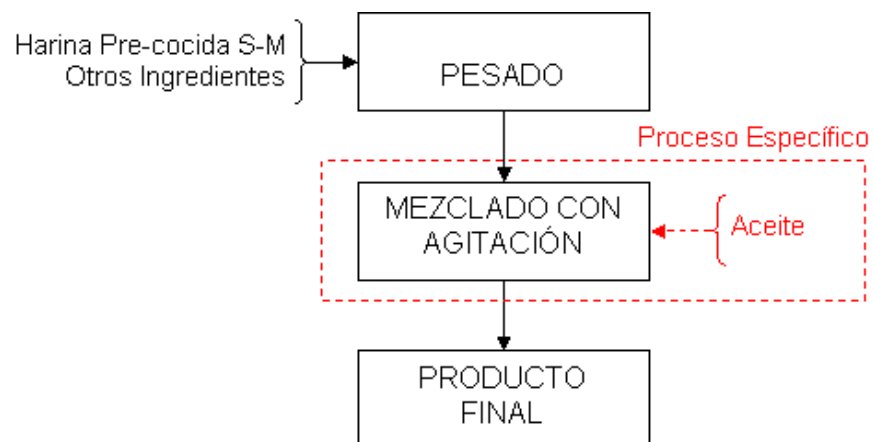 Harina Pre-cocida S-M
Otros Ingredientes
PESADO
Proceso Específico
MEZCLADO CON
AGITACIÓN
Aceite
PRODUCTO
FINAL